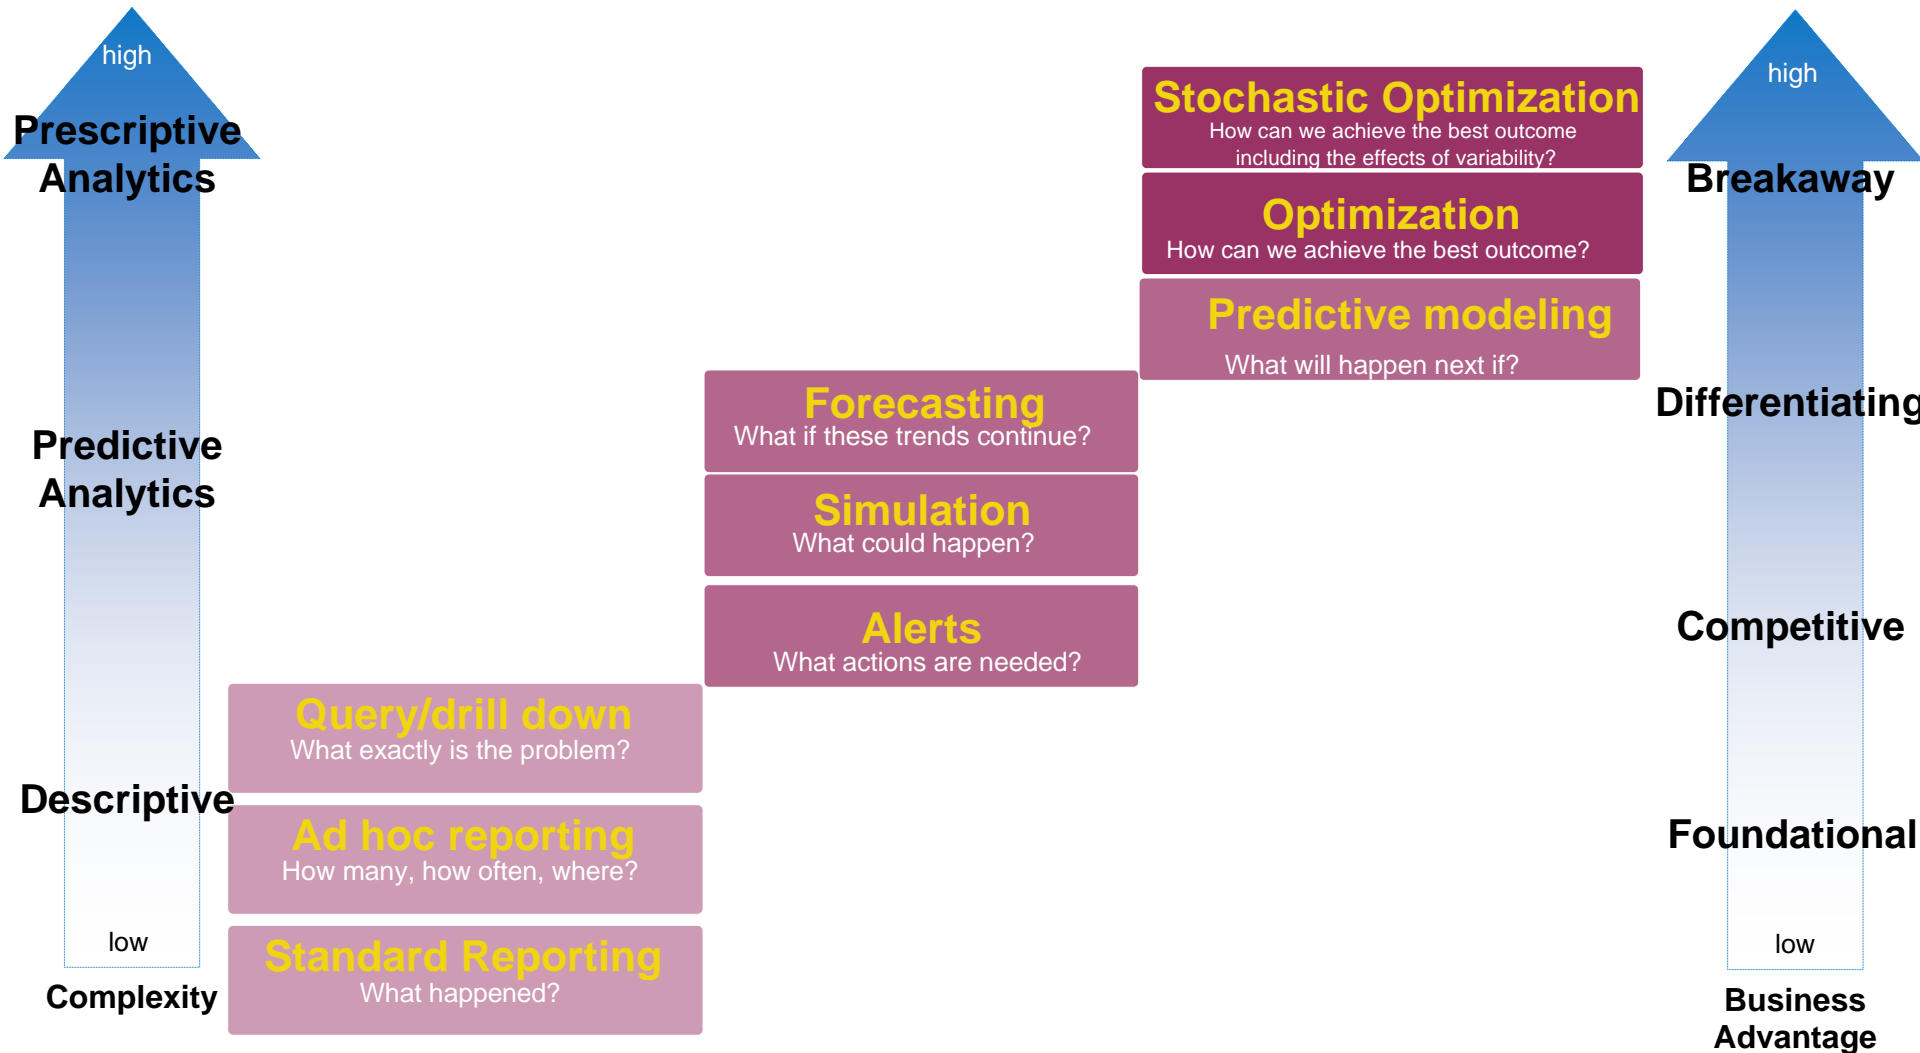 high
Prescriptive
Analytics
Predictive
Analytics
Descriptive
low
Complexity
Stochastic Optimization
How can we achieve the best outcome
including the effects of variability?
Optimization
How can we achieve the best outcome?
Predictive modeling
What will happen next if?
Forecasting
What if these trends continue?
Simulation
What could happen?
Alerts
What actions are needed?
Query/drill down
What exactly is the problem?
Ad hoc reporting
How many, how often, where?
Standard Reporting
What happened?
high
Breakaway
Differentiating
Competitive
Foundational
low
Business
Advantage